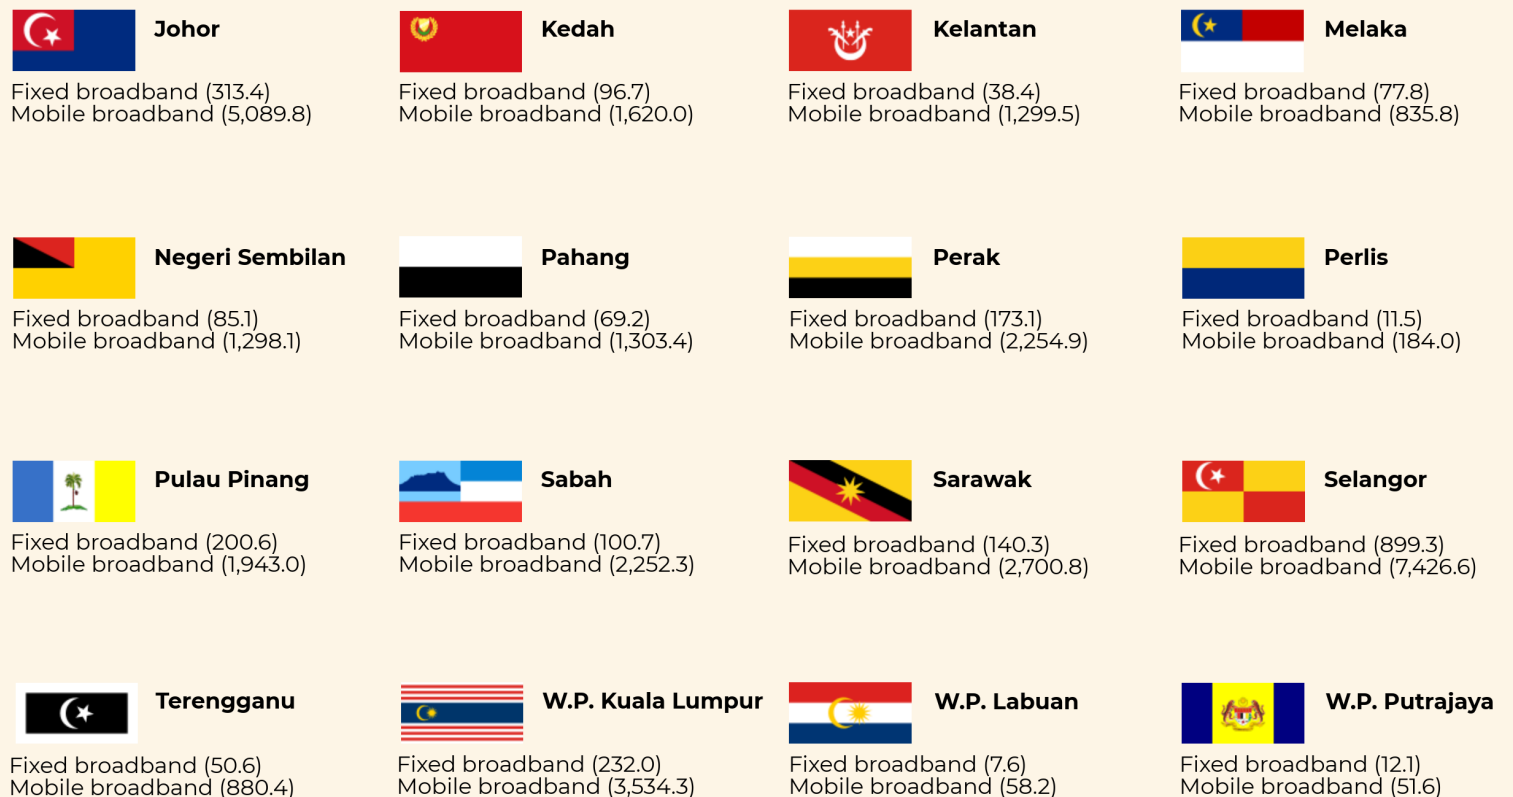 Johor
Fixed broadband (313.4)
Mobile broadband (5,089.8)
Kedah
Fixed broadband (96.7)
Mobile broadband (1,620.0)
Kelantan
Fixed broadband (38.4)
Mobile broadband (1,299.5)
Melaka
Fixed broadband (77.8)
Mobile broadband (835.8)
Negeri Sembilan
Fixed broadband (85.1)
Mobile broadband (1,298.1)
Pahang
Fixed broadband (69.2)
Mobile broadband (1,303.4)
Perak
Fixed broadband (173.1)
Mobile broadband (2,254.9)
Perlis
Fixed broadband (11.5)
Mobile broadband (184.0)
Pulau Pinang
Fixed broadband (200.6)
Mobile broadband (1,943.0)
Sabah
Fixed broadband (100.7)
Mobile broadband (2,252.3)
Sarawak
Fixed broadband (140.3)
Mobile broadband (2,700.8)
Selangor
Fixed broadband (899.3)
Mobile broadband (7,426.6)
Terengganu
Fixed broadband (50.6)
Mobile broadband (880.4)
W.P. Kuala Lumpur
Fixed broadband (232.0)
Mobile broadband (3,534.3)
W.P. Labuan
Fixed broadband (7.6)
Mobile broadband (58.2)
W.P. Putrajaya
Fixed broadband (12.1)
Mobile broadband (51.6)